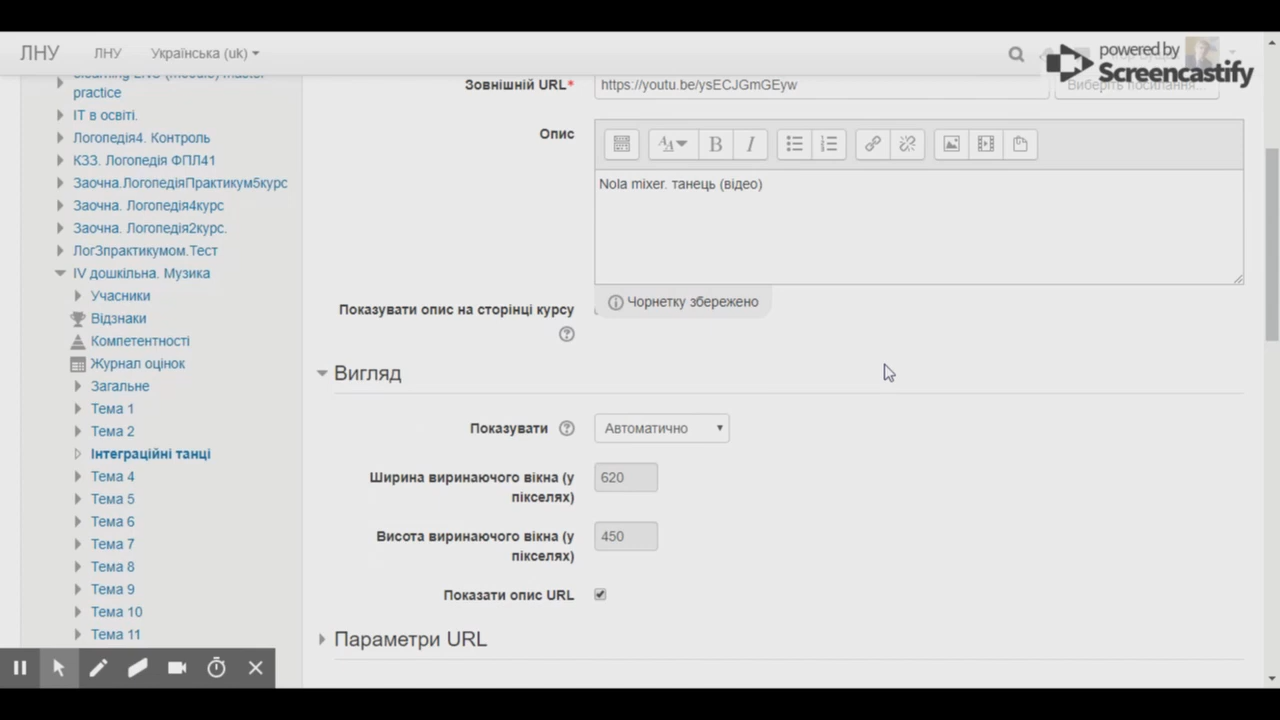 ЛНУ
ЛНУ
Українська (uk)
powered by
Screencastify
practice
ІТ в освіті.
Логопедія4. Контроль
КЗЗ. Логопедія ФПЛ41
Заочна.ЛогопедіяПрактикум5курс
Заочна. Логопедія4курс
Заочна. Логопедія2курс.
Лог3практикумом.Тест
IV дошкільна. Музика
Учасники
Відзнаки
Компетентності
Журнал оцінок
Загальне
Тема 1
Тема 2
Інтеграційні танці
Тема 4
Тема 5
Тема 6
Тема 7
Тема 8
Тема 9
Тема 10
Тема 11
Зовнішній URL*
https://youtu.be/ysECJGmGEyw
Виберіть посилання...
Опис
B I
Nola mixer. танець (відео)
Чорнетку збережено
Показувати опис на сторінці курсу
Вигляд
Показувати
Автоматично
Ширина виринаючого вікна (у
пікселях)
620
Висота виринаючого вікна (у
пікселях)
450
Показати опис URL
Параметри URL